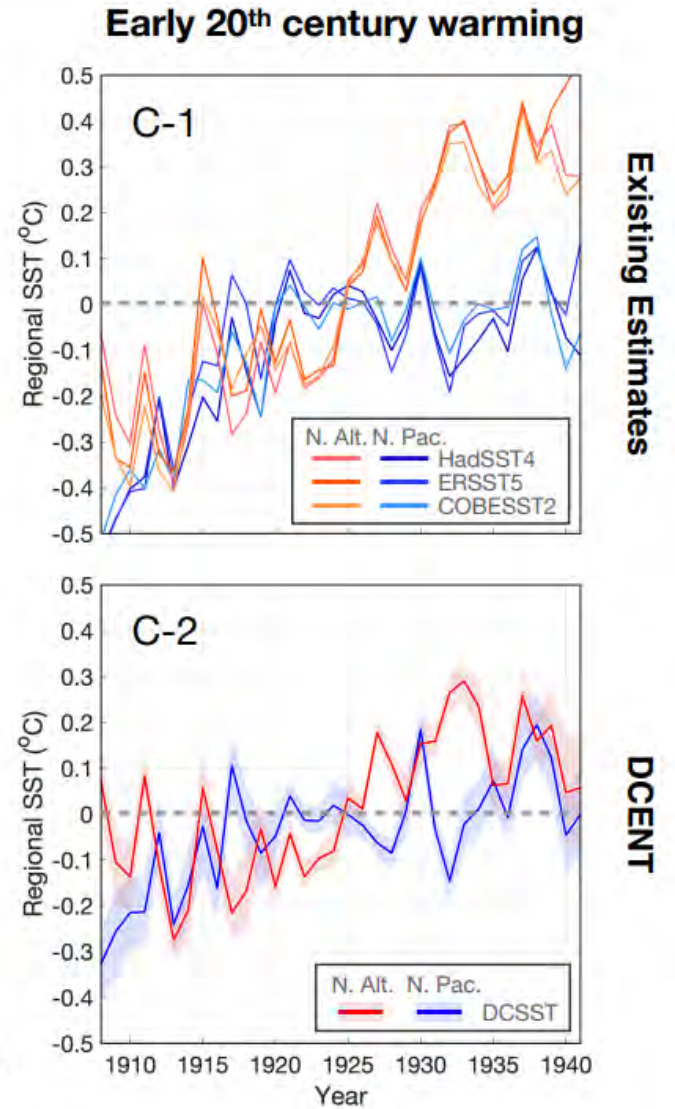 Early 20th century warming
C-1
0.5
0.4
0.3
0.2
0.1
0
-0.1
-0.2
-0.3
-0.4
-0.5
Regional SST (°C)
N. Alt. N. Pac.
HadSST4
ERSST5
COBESST2
Existing Estimates
C-2
0.5
0.4
0.3
0.2
0.1
0
-0.1
-0.2
-0.3
-0.4
-0.5
Regional SST (°C)
N. Alt. N. Pac.
DCSST
DCENT
1910 1915 1920 1925 1930 1935 1940
Year